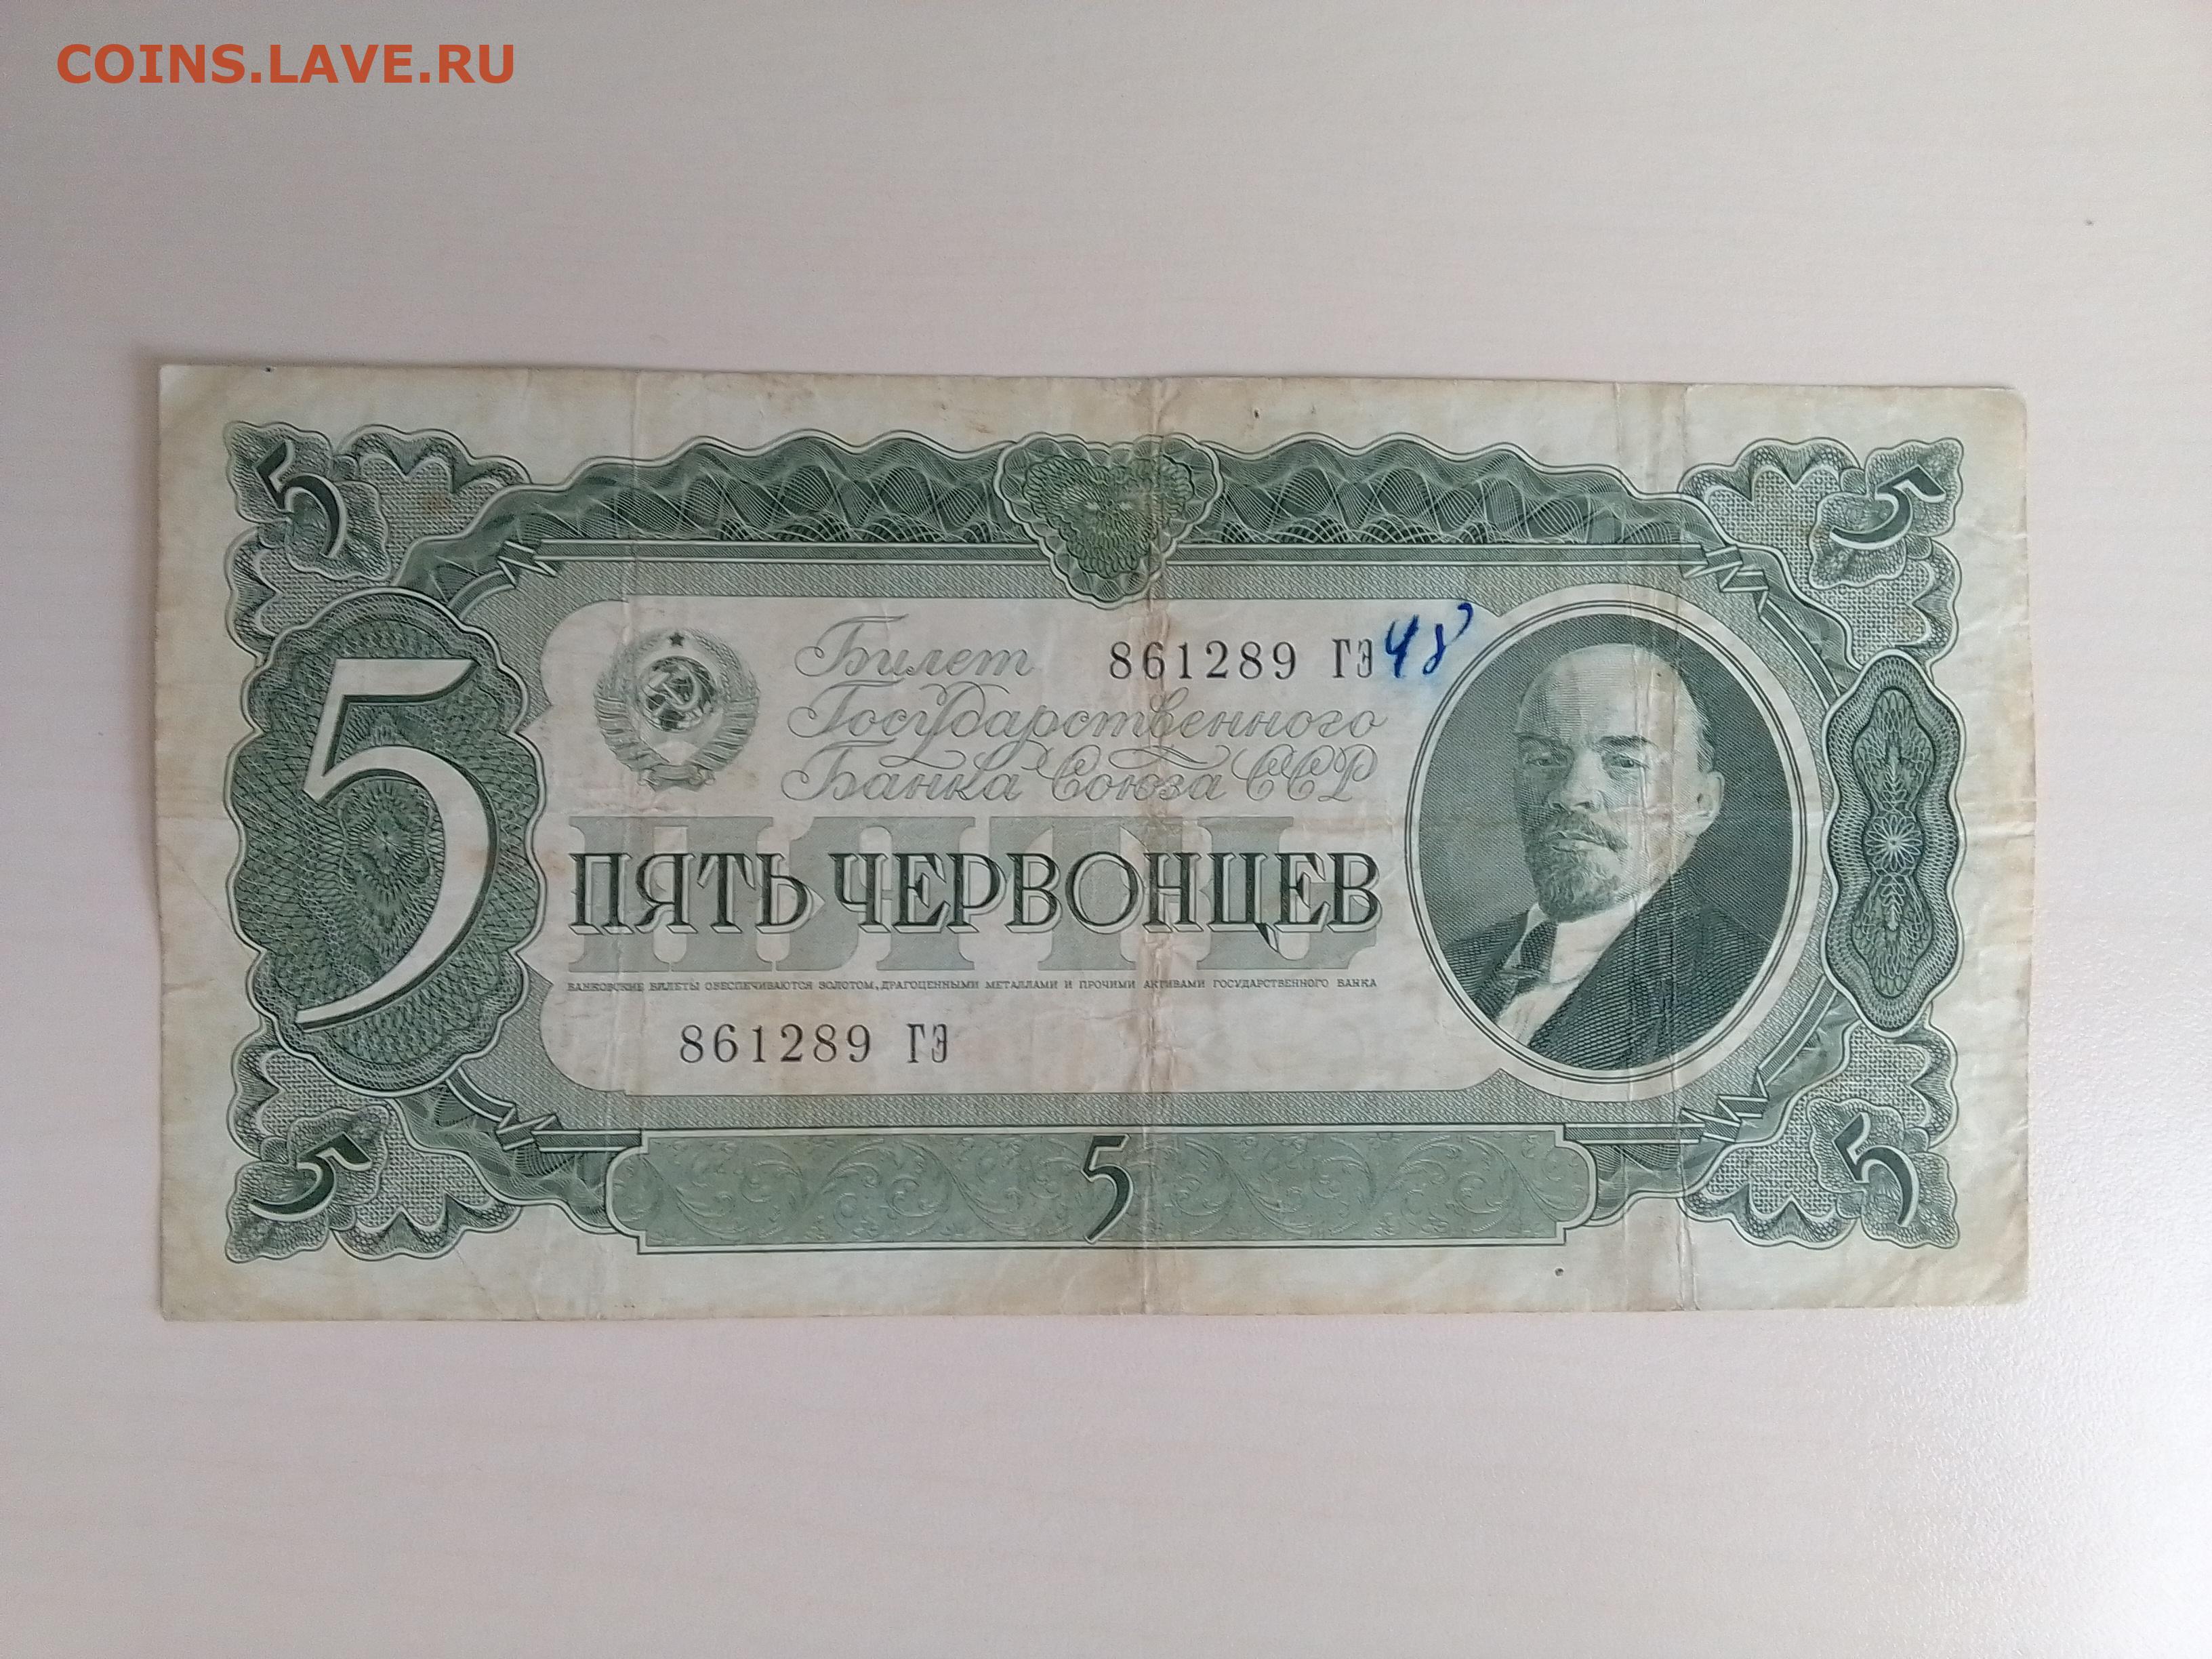 COINS.LAVE.RU
5 5
Билет 861289 ГЭ 48
Государственного
Банка Союза ССР
5
ПЯТЬ
ПЯТЬ ЧЕРВОНЦЕВ
БАНКОВСКИЕ БИЛЕТЫ ОБЕСПЕЧИВАЮТСЯ ЗОЛОТОМ, ДРАГОЦЕННЫМИ МЕТАЛЛАМИ И ПРОЧИМИ АКТИВАМИ ГОСУДАРСТВЕННОГО БАНКА
861289 ГЭ
5 5 5